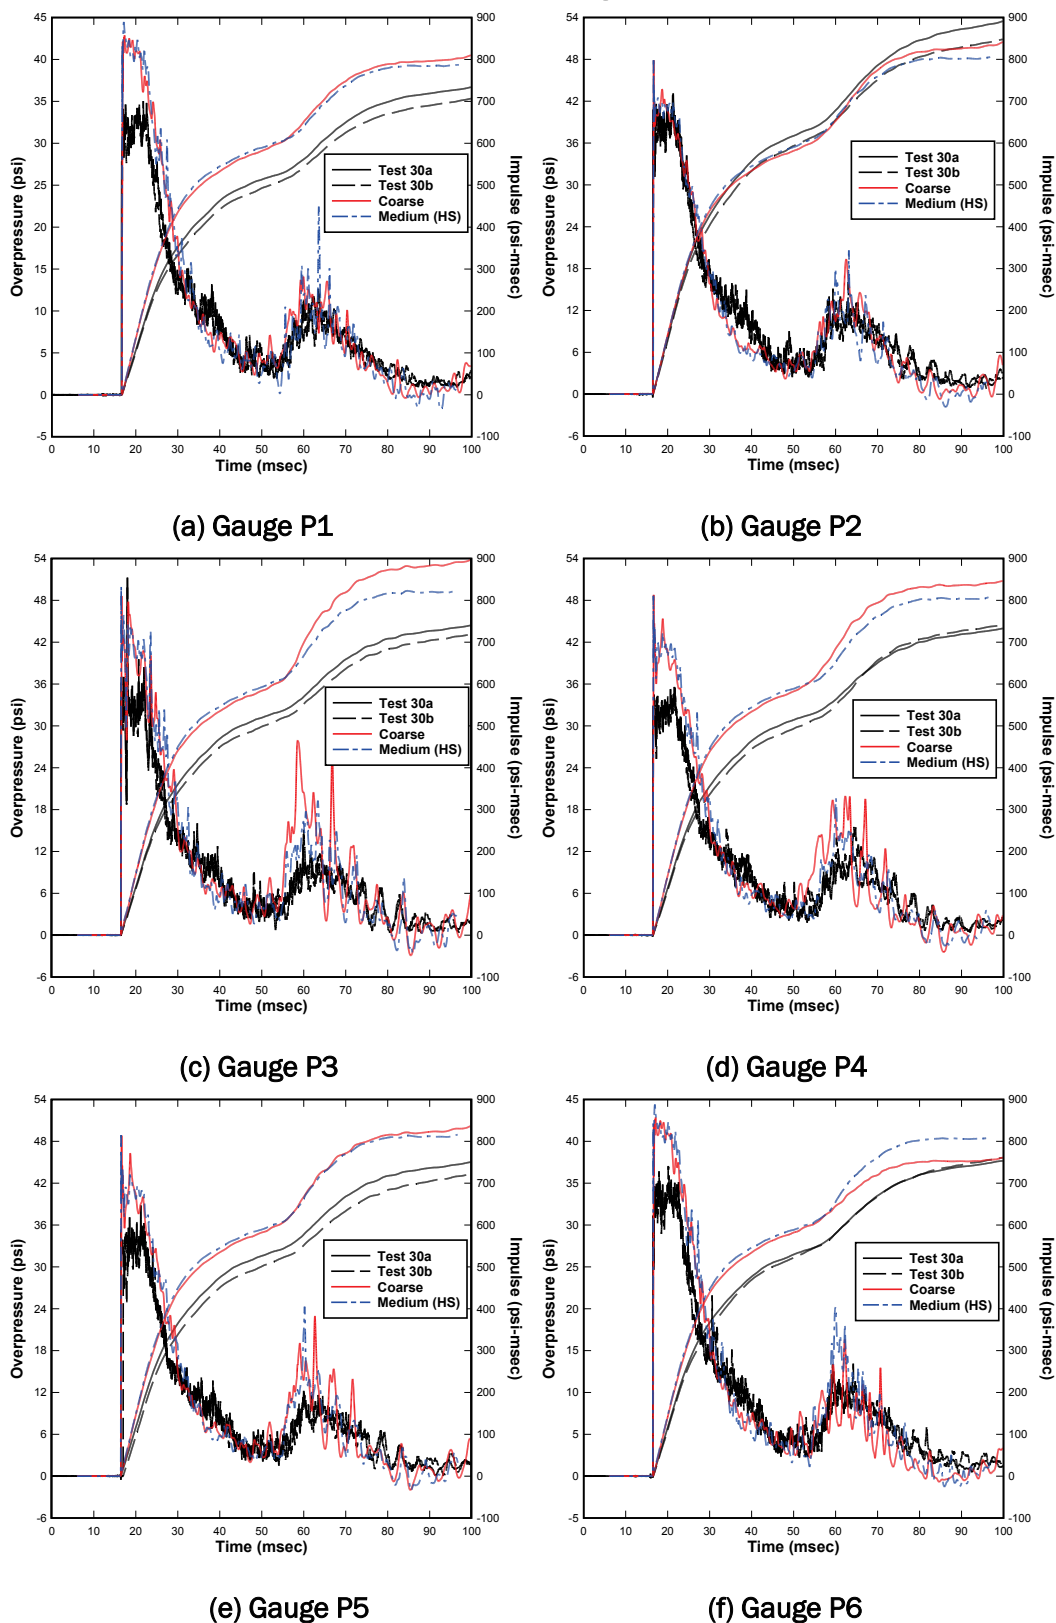 45
40
35
30
25
20
15
10
5
0
-5
900
800
700
600
500
400
300
200
100
0
-100
0 10 20 30 40 50 60 70 80 90 100
Overpressure (psi)
Impulse (psi-msec)
Time (msec)
Test 30a
Test 30b
Coarse
Medium (HS)
(a) Gauge P1
54
48
42
36
30
24
18
12
6
0
-6
900
800
700
600
500
400
300
200
100
0
-100
0 10 20 30 40 50 60 70 80 90 100
Overpressure (psi)
Impulse (psi-msec)
Time (msec)
Test 30a
Test 30b
Coarse
Medium (HS)
(b) Gauge P2
54
48
42
36
30
24
18
12
6
0
-6
900
800
700
600
500
400
300
200
100
0
-100
0 10 20 30 40 50 60 70 80 90 100
Overpressure (psi)
Impulse (psi-msec)
Time (msec)
Test 30a
Test 30b
Coarse
Medium (HS)
(c) Gauge P3
54
48
42
36
30
24
18
12
6
0
-6
900
800
700
600
500
400
300
200
100
0
-100
0 10 20 30 40 50 60 70 80 90 100
Overpressure (psi)
Impulse (psi-msec)
Time (msec)
Test 30a
Test 30b
Coarse
Medium (HS)
(d) Gauge P4
54
48
42
36
30
24
18
12
6
0
-6
900
800
700
600
500
400
300
200
100
0
-100
0 10 20 30 40 50 60 70 80 90 100
Overpressure (psi)
Impulse (psi-msec)
Time (msec)
Test 30a
Test 30b
Coarse
Medium (HS)
(e) Gauge P5
45
40
35
30
25
20
15
10
5
0
-5
900
800
700
600
500
400
300
200
100
0
-100
0 10 20 30 40 50 60 70 80 90 100
Overpressure (psi)
Impulse (psi-msec)
Time (msec)
Test 30a
Test 30b
Coarse
Medium (HS)
(f) Gauge P6